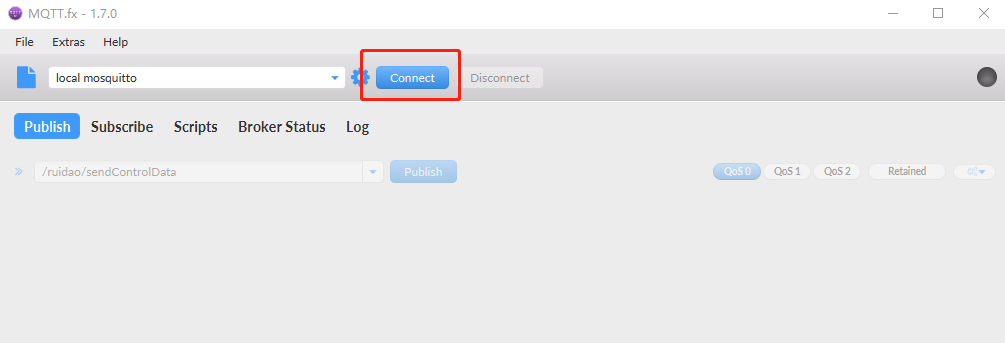 MQTT.fx - 1.7.0
File Extras Help
local mosquitto Connect Disconnect
Publish Subscribe Scripts Broker Status Log
/ruidao/sendControlData Publish QoS 0 QoS 1 QoS 2 Retained